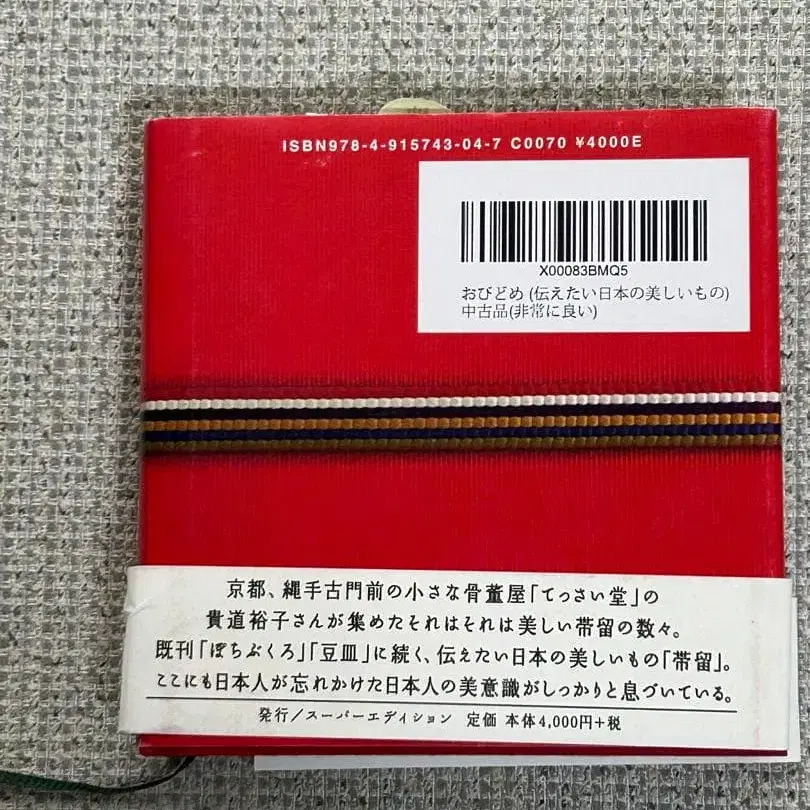 ISBN978-4-915743-04-7 C0070 ¥4000E
X00083BMQ5
おびどめ (伝えたい日本の美しいもの)
中古品(非常に良い)
京都、縄手古門前の小さな骨董屋「てっさい堂」の
貴道裕子さんが集めたそれはそれは美しい帯留の数々。
既刊「ぽちぶくろ」「豆皿」に続く、伝えたい日本の美しいもの「帯留」。
ここにも日本人が忘れかけた日本人の美意識がしっかりと息づいている。
発行/スーパーエディション 定価 本体4,000円+税